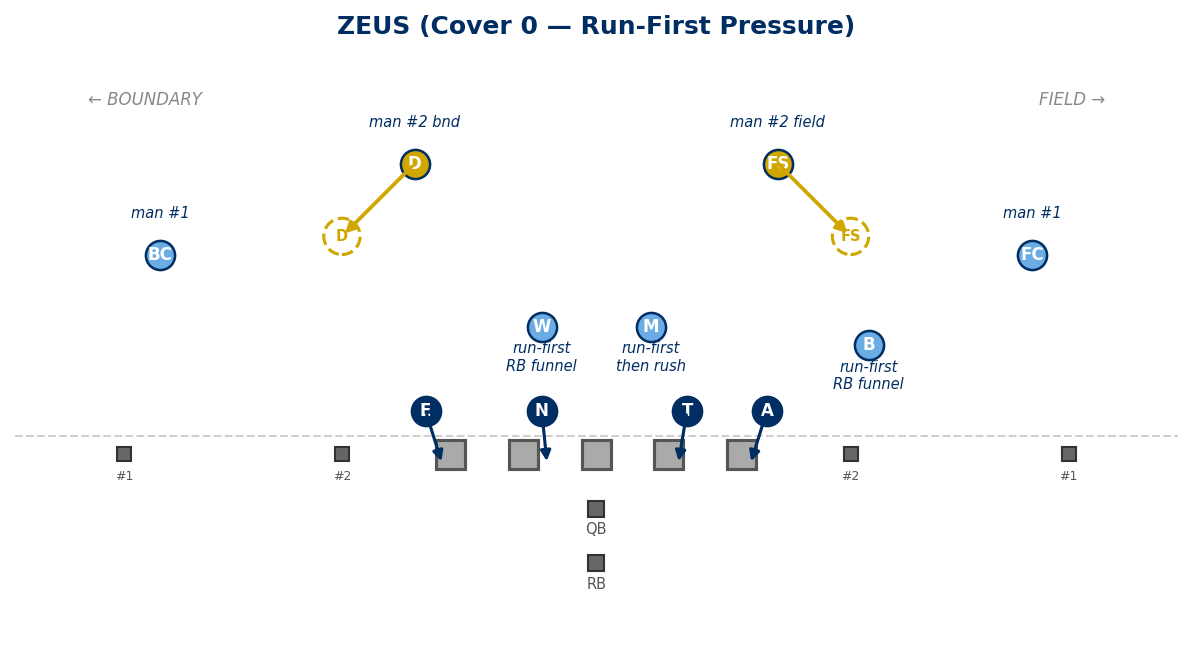 ZEUS (Cover 0 — Run-First Pressure)
← BOUNDARY
FIELD →
man #2 bnd
man #2 field
D
FS
man #1
man #1
D
FS
BC
FC
W
M
B
run-first
RB funnel
run-first
then rush
run-first
RB funnel
E
N
T
A
#1
#2
#2
#1
QB
RB